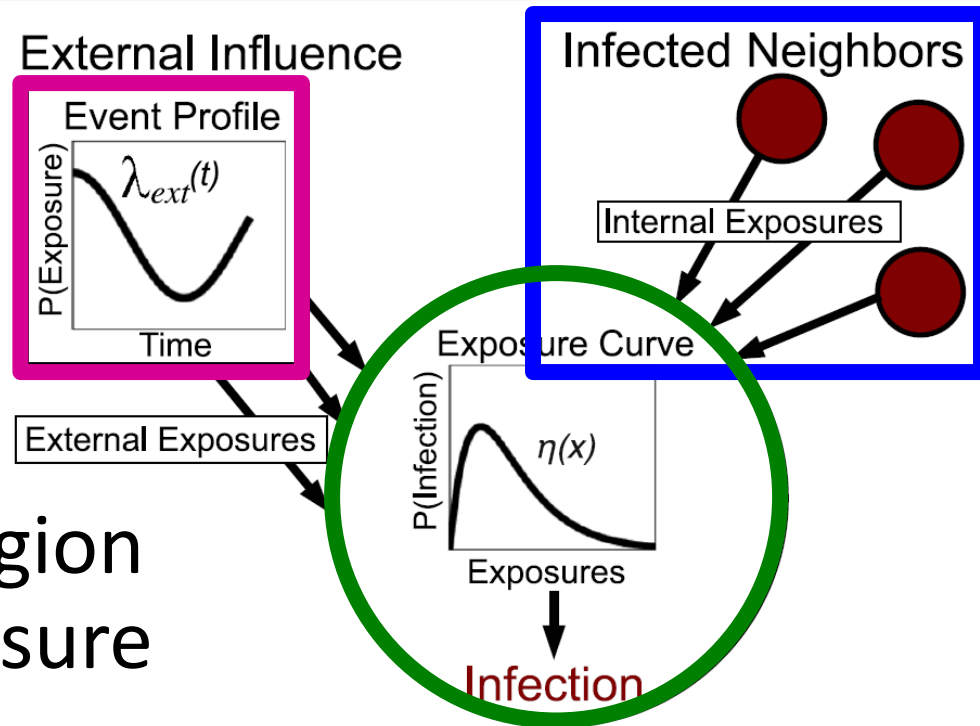 External Influence
Event Profile
P(Exposure)
λext(t)
Time
External Exposures
Infected Neighbors
Internal Exposures
Exposure Curve
P(Infection)
η(x)
Exposures
Infection
gion
sure